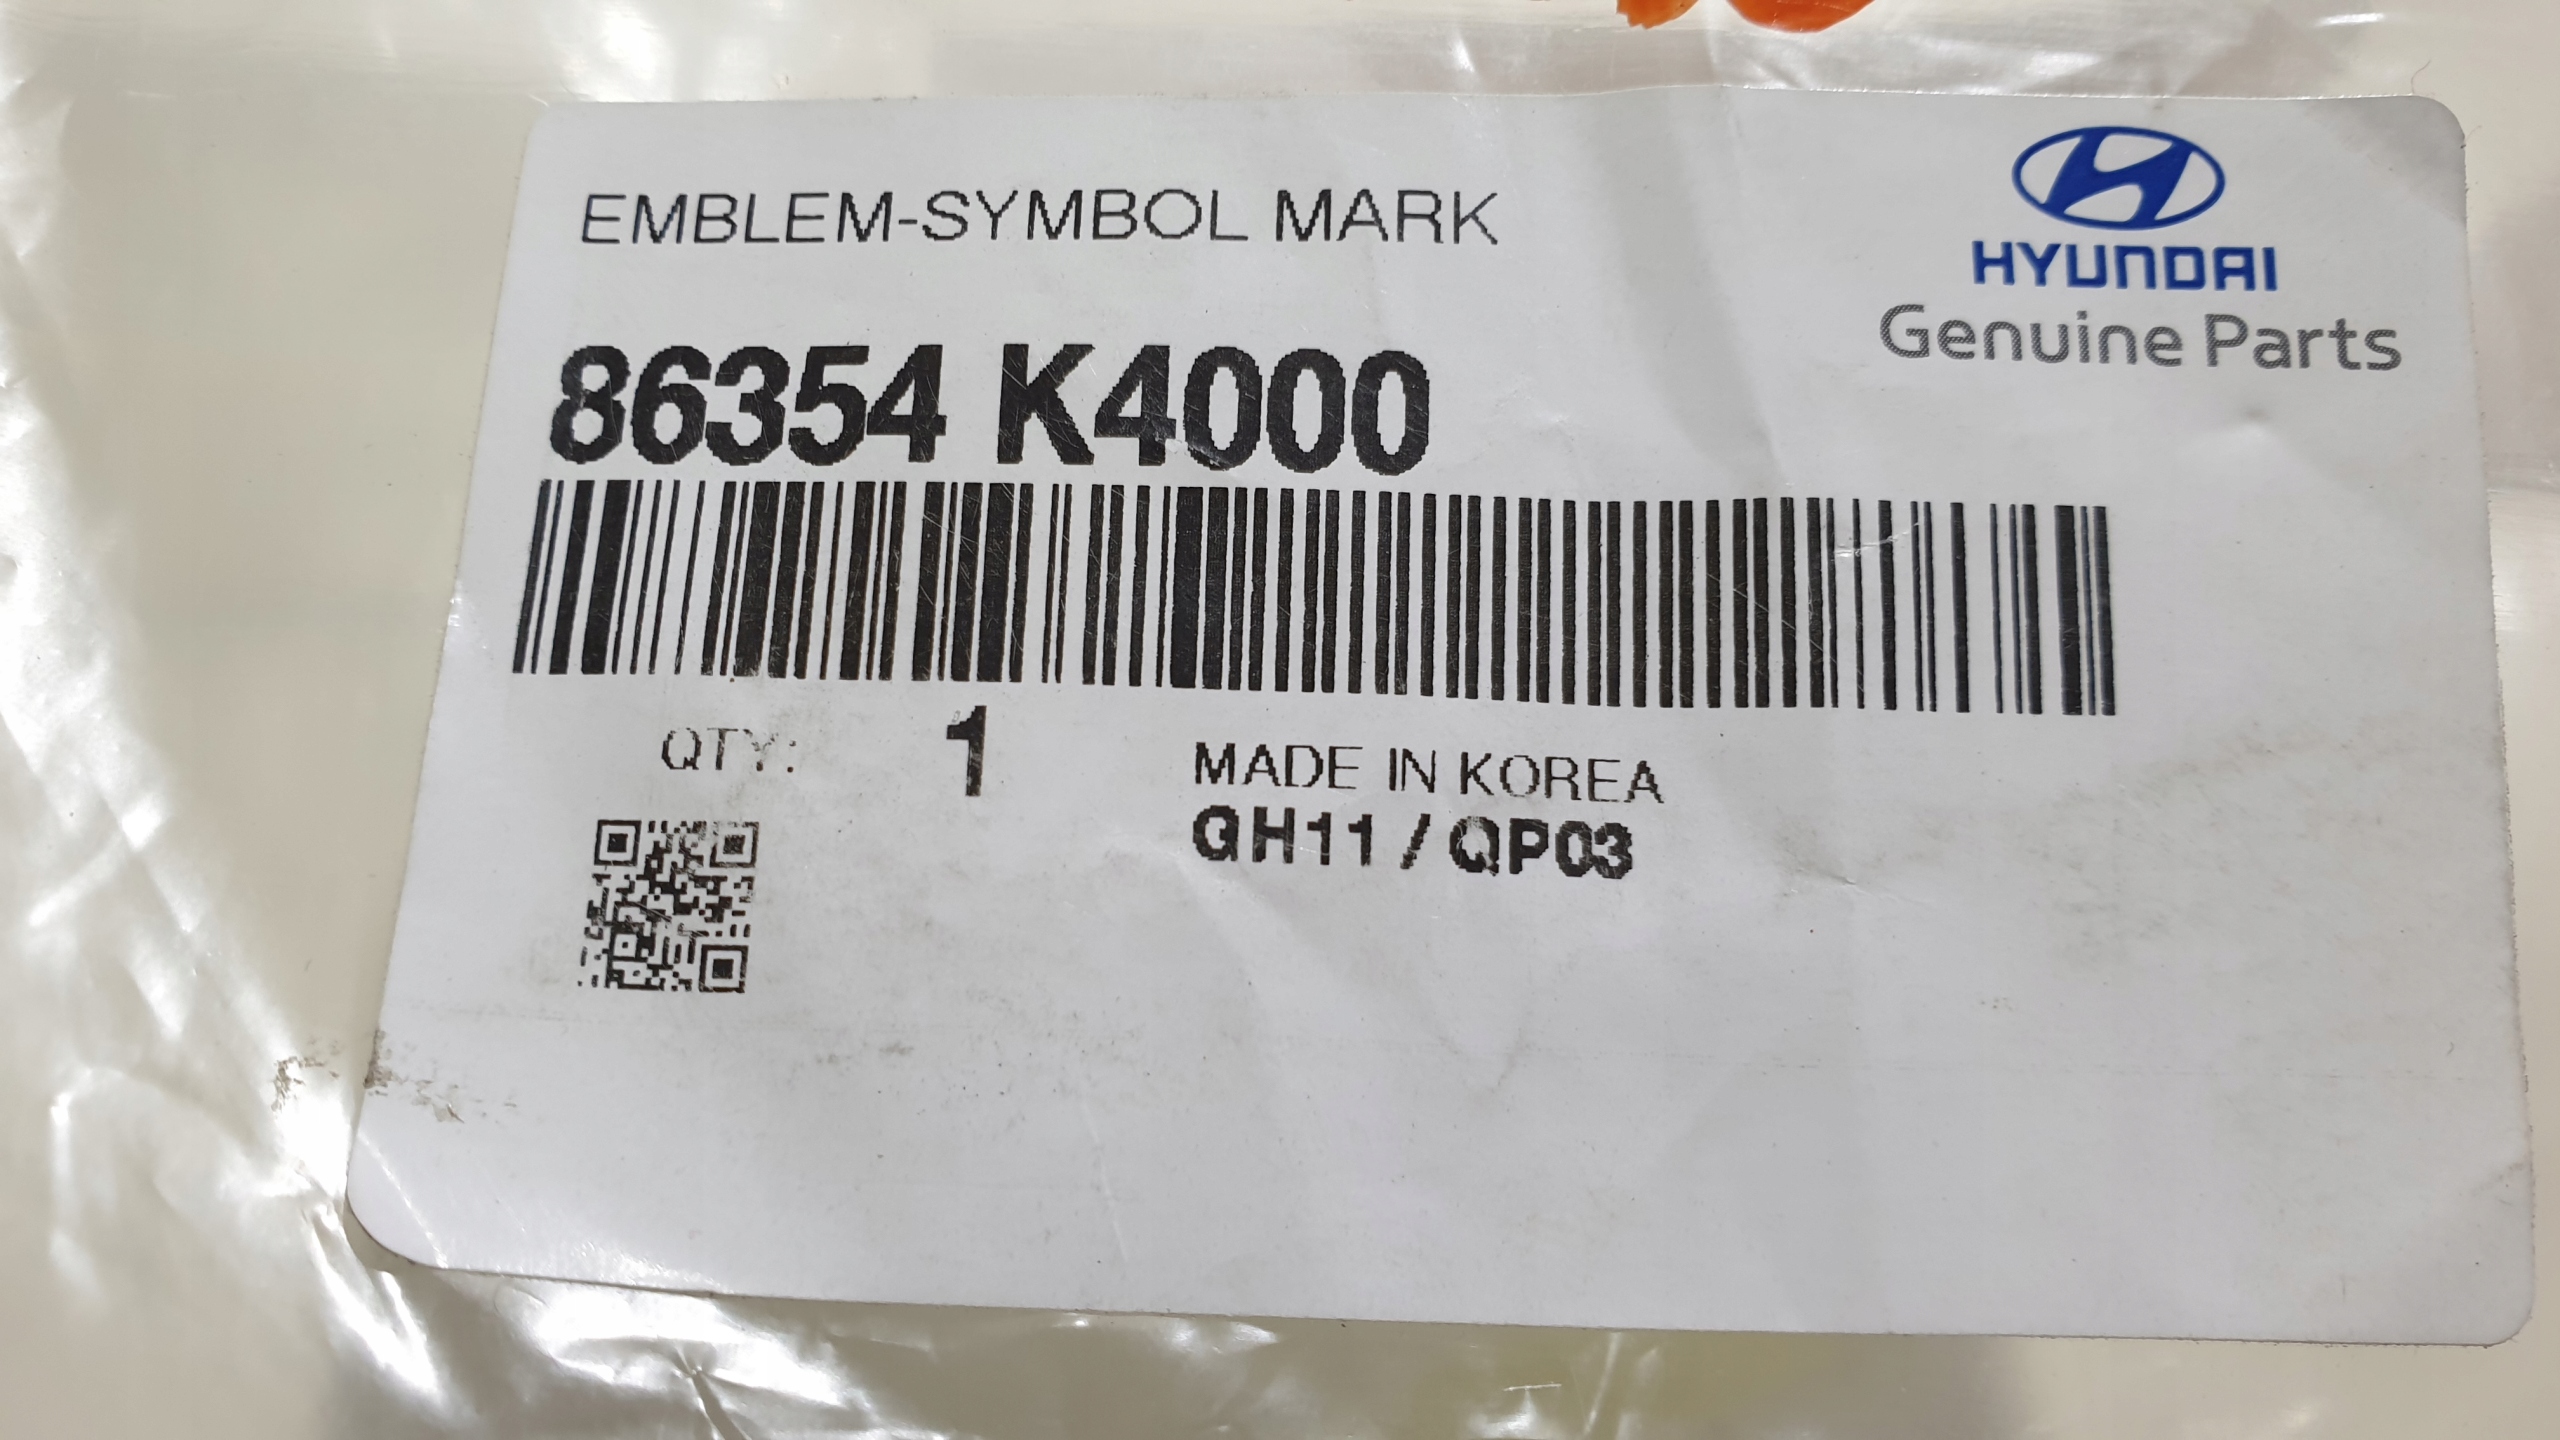 EMBLEM-SYMBOL MARK
HYUNDAI
Genuine Parts
86354 K4000
QTY: 1
MADE IN KOREA
GH11 / QP03